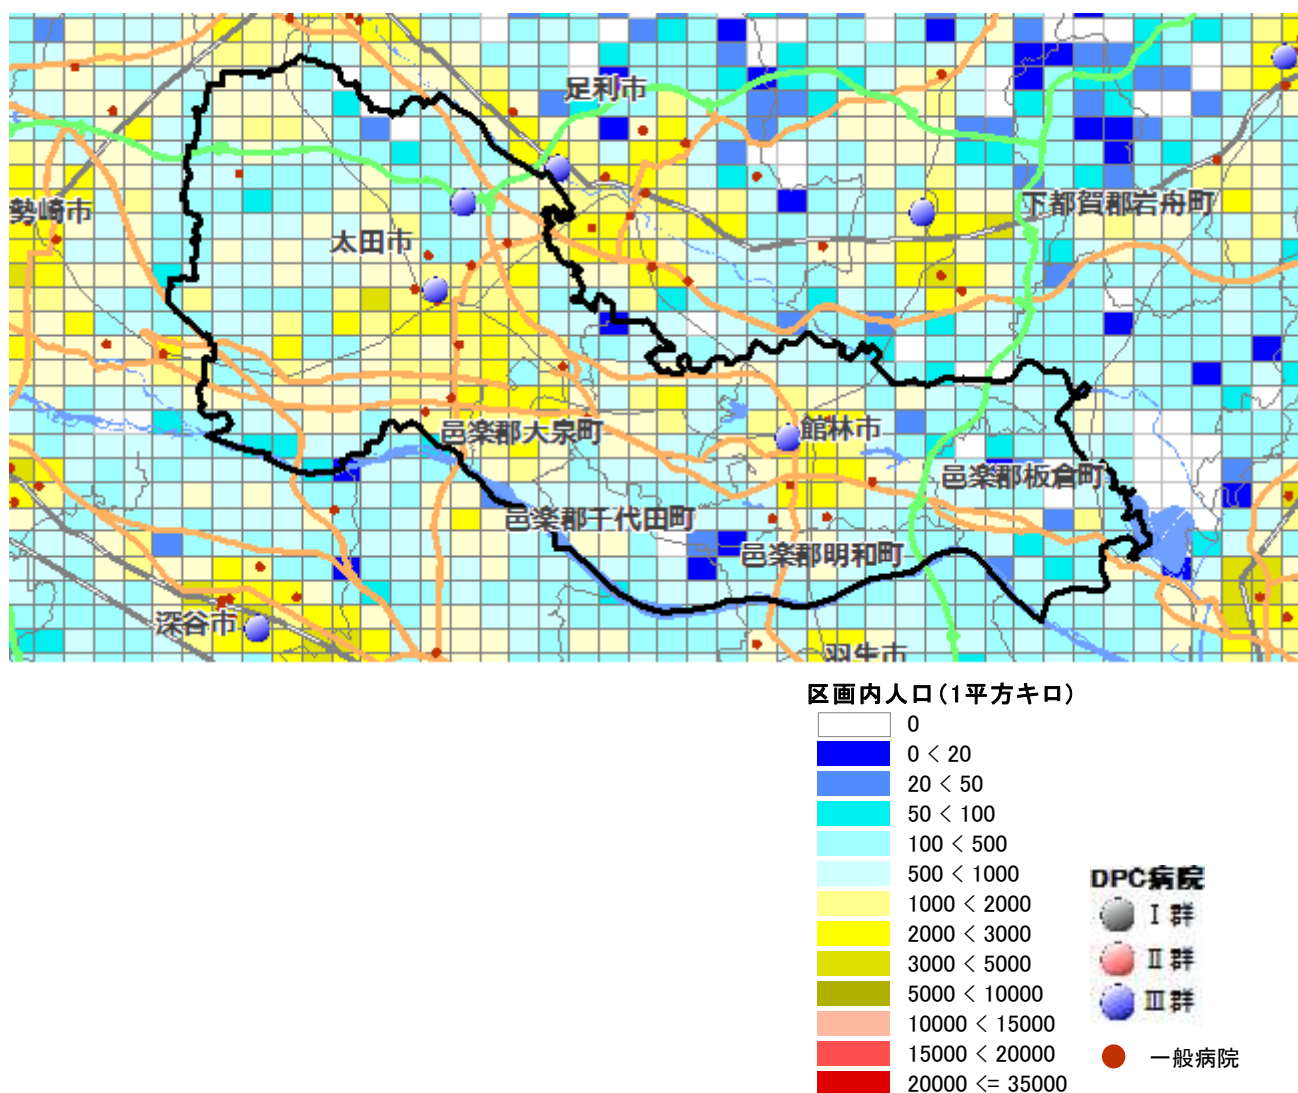 足利市
勢崎市
下都賀郡岩舟町
太田市
邑楽郡大泉町
館林市
邑楽郡板倉町
邑楽郡千代田町
邑楽郡明和町
深谷市
羽生市
区画内人口(1平方キロ)
0
0 < 20
20 < 50
50 < 100
100 < 500
500 < 1000
1000 < 2000
2000 < 3000
3000 < 5000
5000 < 10000
10000 < 15000
15000 < 20000
20000 <= 35000
DPC病院
Ⅰ群
Ⅱ群
Ⅲ群
一般病院